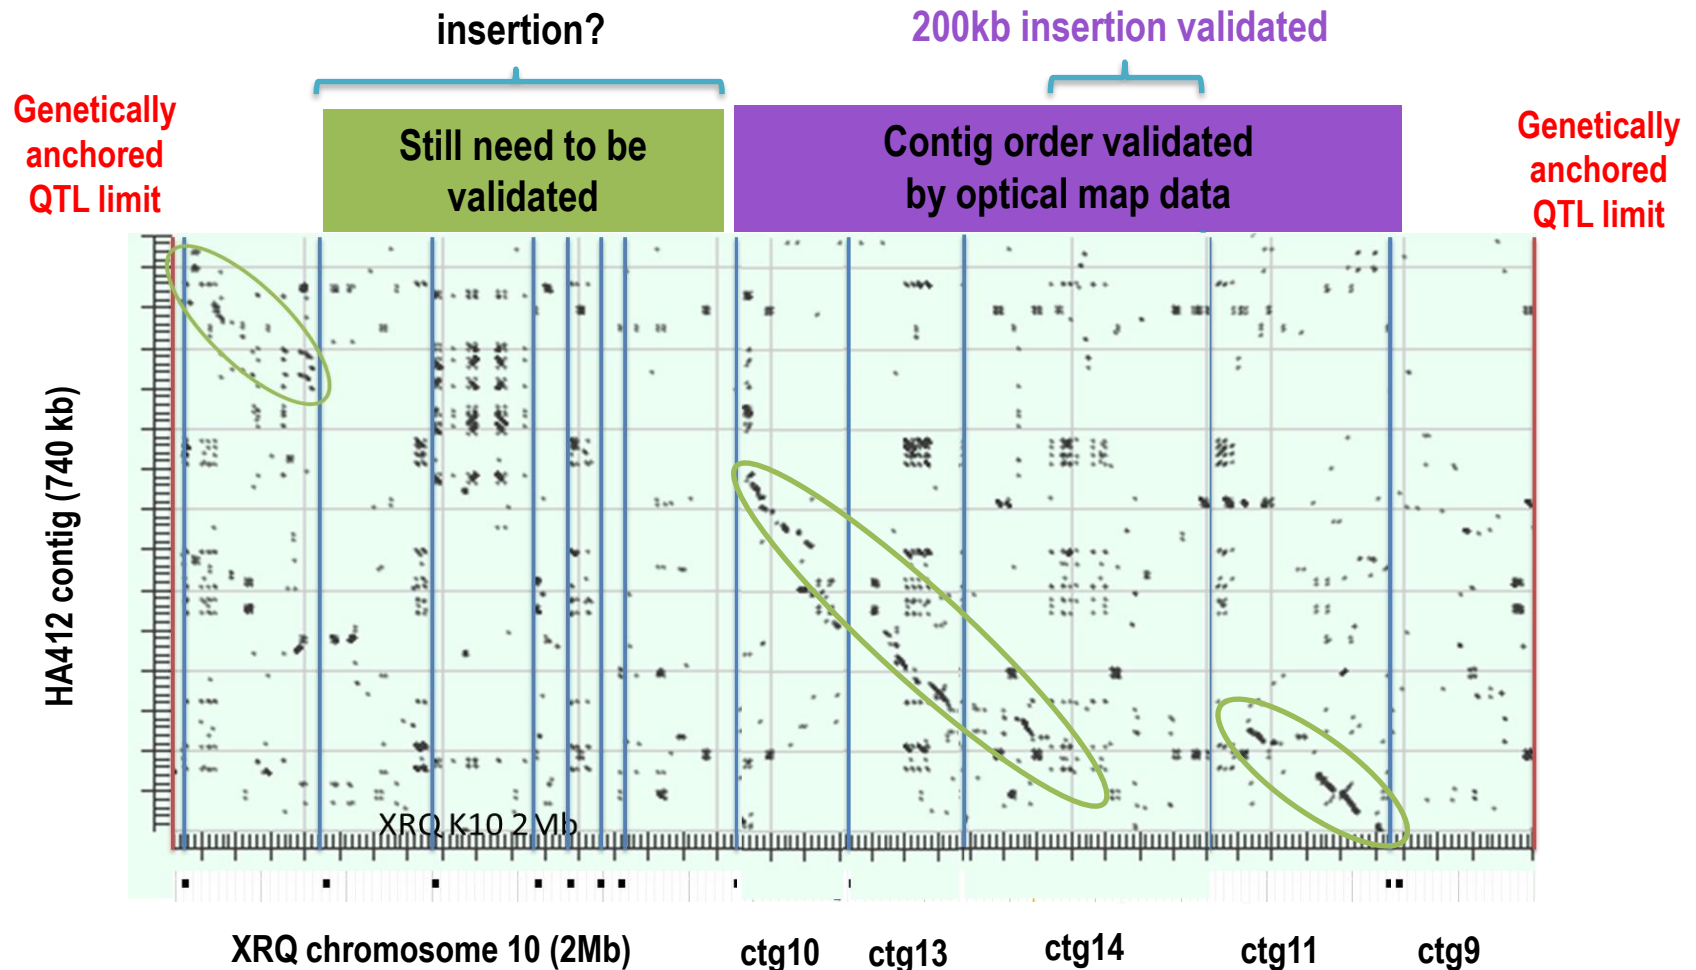 insertion?
200kb insertion validated
Genetically
anchored
QTL limit
Still need to be
validated
Contig order validated
by optical map data
Genetically
anchored
QTL limit
HA412 contig (740 kb)
XRQ K10 2 Mb
XRQ chromosome 10 (2Mb)
ctg10
ctg13
ctg14
ctg11
ctg9